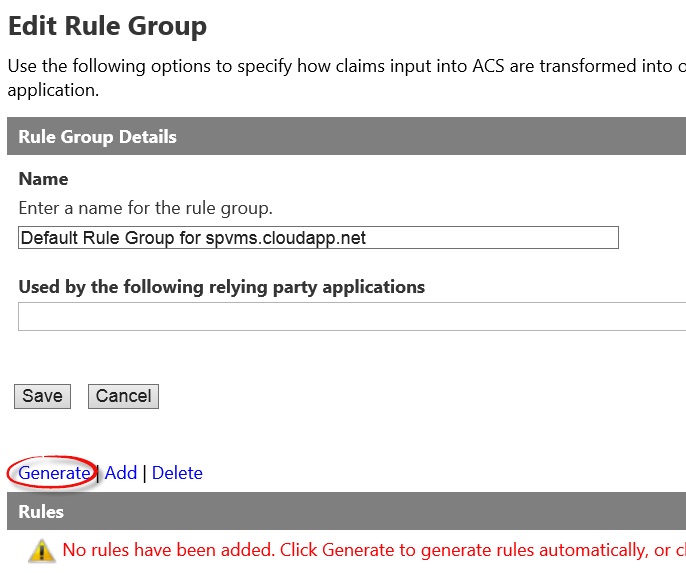 Edit Rule Group
Use the following options to specify how claims input into ACS are transformed into
application.
Rule Group Details
Name
Enter a name for the rule group.
Default Rule Group for spvms.cloudapp.net
Used by the following relying party applications
Save Cancel
Generate | Add | Delete
Rules
No rules have been added. Click Generate to generate rules automatically, or